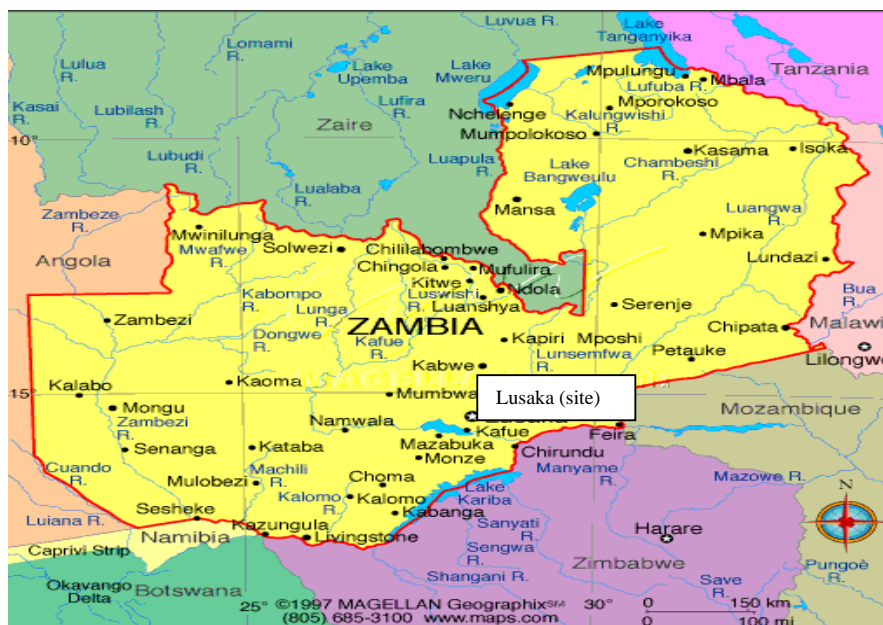 Luvua R.
Lake Tanganyika
Lulua R.
Lomami R.
Lake Upemba
Lake Mweru
Mpulungu
Mbala
Tanzania
Kasai R.
Lubilash R.
Lufira R.
Lufuba R.
Nchelenge
Mporokoso
Kalungwishi R.
Zaire
Mumpolokoso
10°
Lubudi R.
Luapula R.
Kasama
Isoka
Lualaba R.
Lake Bangweulu
Chambeshi R.
Zambeze R.
Mansa
Luangwa R.
Mwinilunga
Mwafwe R.
Solwezi
Chililabombwe
Mpika
Angola
Chingola
Mufulira
Lundazi
Kitwe
Ndola
Bua R.
Kabompo R.
Lunga R.
Luswishi R.
Luanshya
Serenje
Zambezi
ZAMBIA
Chipata
Malawi
Dongwe R.
Kafue R.
Kapiri
Mposhi
Lunsemfwa R.
Petauke
Lilongwe
Kabwe
Kaoma
15°
Kalabo
Mumbwa
Lusaka (site)
Mongu
Zambezi R.
Namwala
Kafue
Feira
Mozambique
Senanga
Kataba
Mazabuka
Monze
Chirundu
Cuando R.
Mulobezi
Machili R.
Choma
Lake Kariba
Manyame R.
Mazowe R.
N
Kalomo R.
Kalomo
Kabanga
Sesheke
Luiana R.
Kazungula
Livingstone
Sanyati R.
Harare
Namibia
Caprivi Strip
Sengwa R.
Zimbabwe
Pungoè R.
Okavango Delta
Botswana
Shangani R.
Save R.
25°
©1997 MAGELLAN Geographix℠
30°
0 150 km
(805) 685-3100 www.maps.com
0 100 mi